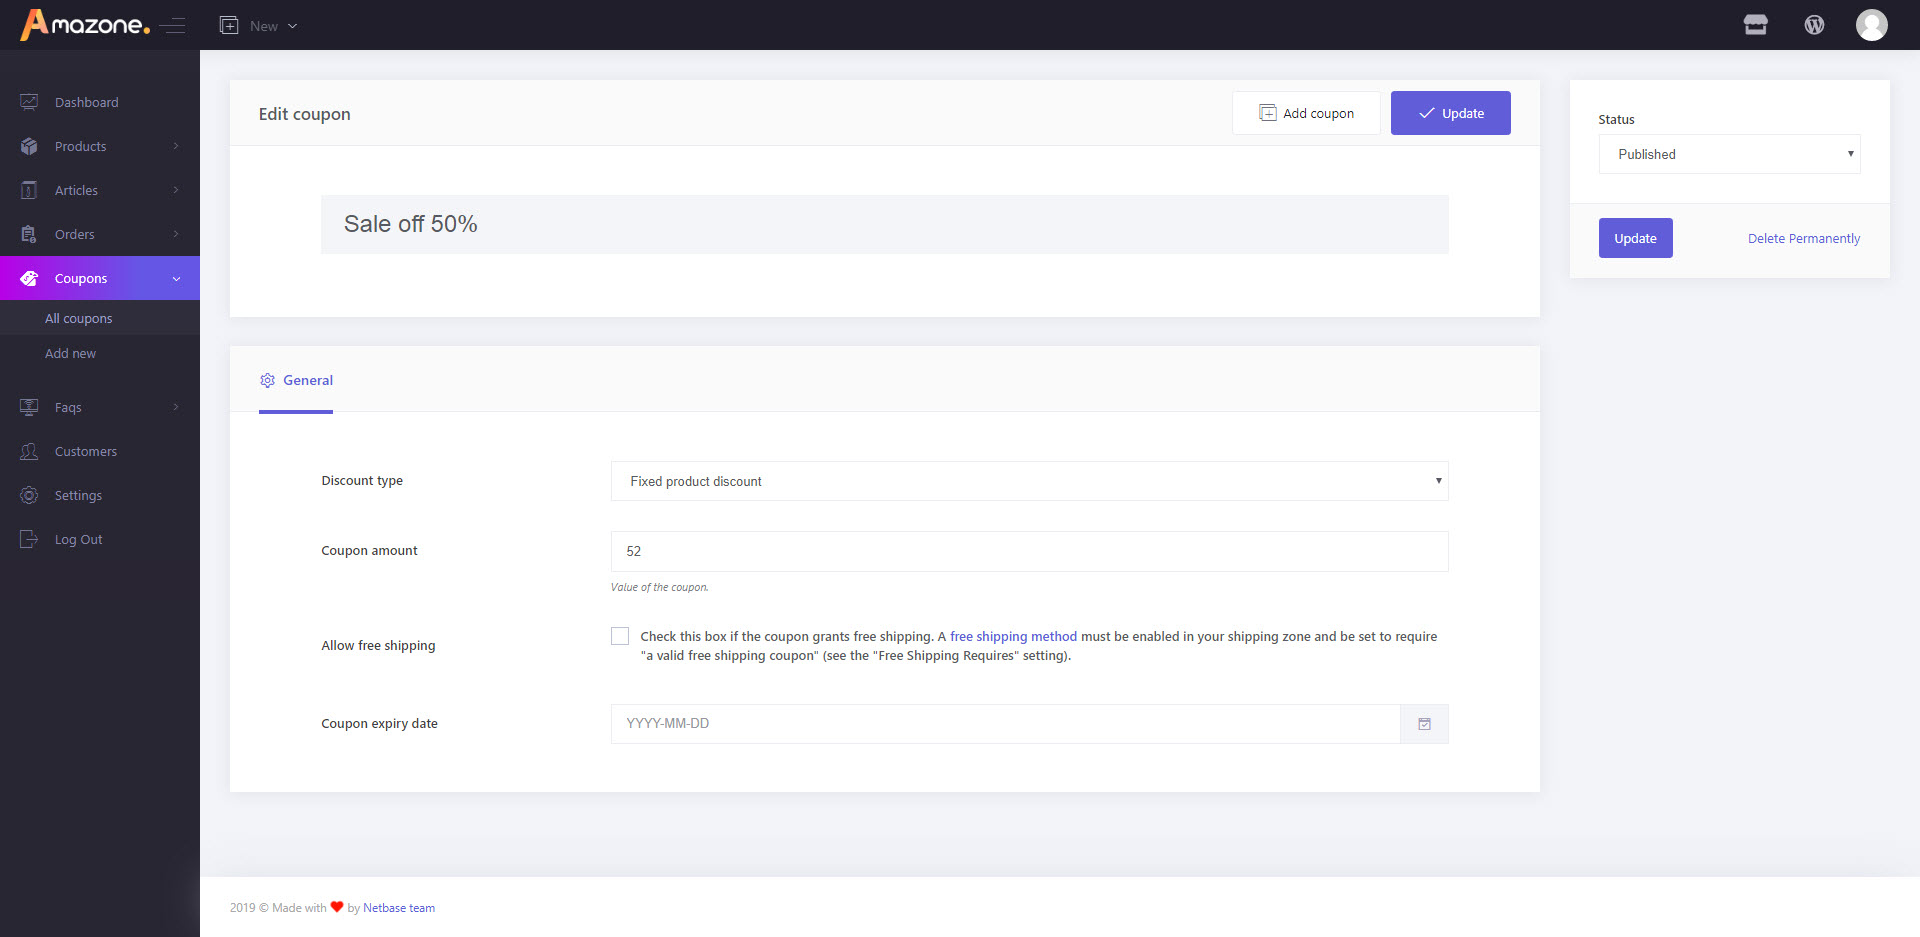 Amazone.
New
Dashboard
Products
Articles
Orders
Coupons
All coupons
Add new
Faqs
Customers
Settings
Log Out
Edit coupon
Add coupon
Update
Sale off 50%
General
Discount type
Fixed product discount
Coupon amount
52
Value of the coupon.
Allow free shipping
Check this box if the coupon grants free shipping. A free shipping method must be enabled in your shipping zone and be set to require
"a valid free shipping coupon" (see the "Free Shipping Requires" setting).
Coupon expiry date
YYYY-MM-DD
Status
Published
Update
Delete Permanently
2019 © Made with ❤ by Netbase team